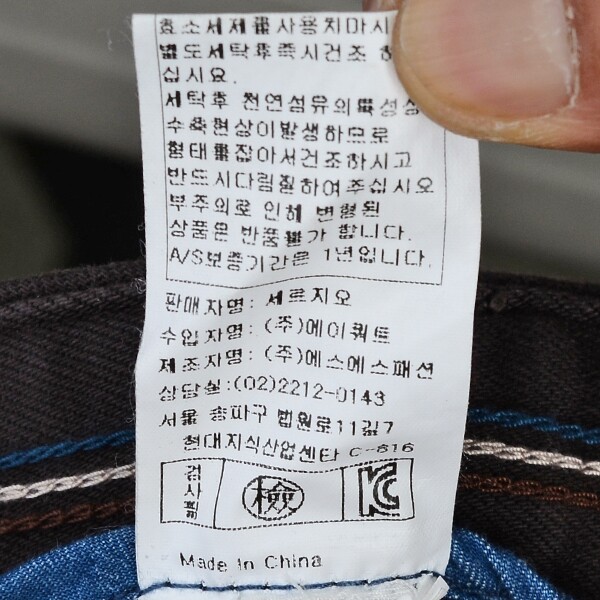 효소세제를사용치마시
별도세탁후즉시건조 하
십시요.
세탁후 천연섬유의특성상
수축현상이발생하므로
형태를잡아서건조하시고
반드시다림질하여주십시오
부주의로 인해 변형된
상품은 반품불가 합니다.
A/S보증기간은 1년입니다.
판매자명: 세르지오
수입자명: (주)에이쿼트
제조자명: (주)에스에스패션
상담실:(02)2212-0143
서울 송파구 법원로11길7
현대지식산업센타 C-816
검사필 檢 KC
Made In China